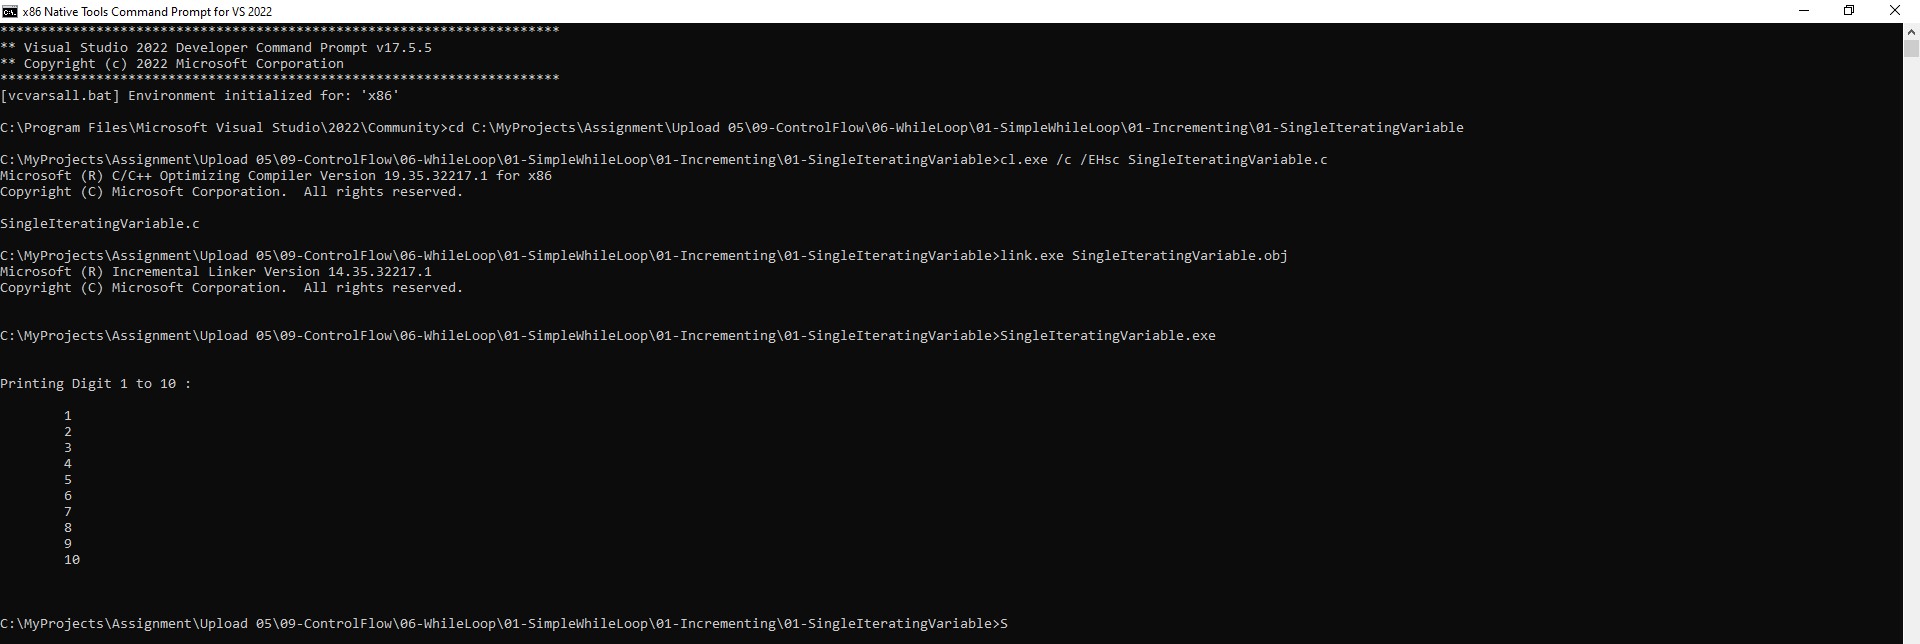 x86 Native Tools Command Prompt for VS 2022
**********************************************************************
** Visual Studio 2022 Developer Command Prompt v17.5.5
** Copyright (c) 2022 Microsoft Corporation
**********************************************************************
[vcvarsall.bat] Environment initialized for: 'x86'
C:\Program Files\Microsoft Visual Studio\2022\Community>cd C:\MyProjects\Assignment\Upload 05\09-ControlFlow\06-WhileLoop\01-SimpleWhileLoop\01-Incrementing\01-SingleIteratingVariable
C:\MyProjects\Assignment\Upload 05\09-ControlFlow\06-WhileLoop\01-SimpleWhileLoop\01-Incrementing\01-SingleIteratingVariable>cl.exe /c /EHsc SingleIteratingVariable.c
Microsoft (R) C/C++ Optimizing Compiler Version 19.35.32217.1 for x86
Copyright (C) Microsoft Corporation.  All rights reserved.
SingleIteratingVariable.c
C:\MyProjects\Assignment\Upload 05\09-ControlFlow\06-WhileLoop\01-SimpleWhileLoop\01-Incrementing\01-SingleIteratingVariable>link.exe SingleIteratingVariable.obj
Microsoft (R) Incremental Linker Version 14.35.32217.1
Copyright (C) Microsoft Corporation.  All rights reserved.
C:\MyProjects\Assignment\Upload 05\09-ControlFlow\06-WhileLoop\01-SimpleWhileLoop\01-Incrementing\01-SingleIteratingVariable>SingleIteratingVariable.exe
Printing Digit 1 to 10 :
1
2
3
4
5
6
7
8
9
10
C:\MyProjects\Assignment\Upload 05\09-ControlFlow\06-WhileLoop\01-SimpleWhileLoop\01-Incrementing\01-SingleIteratingVariable>S